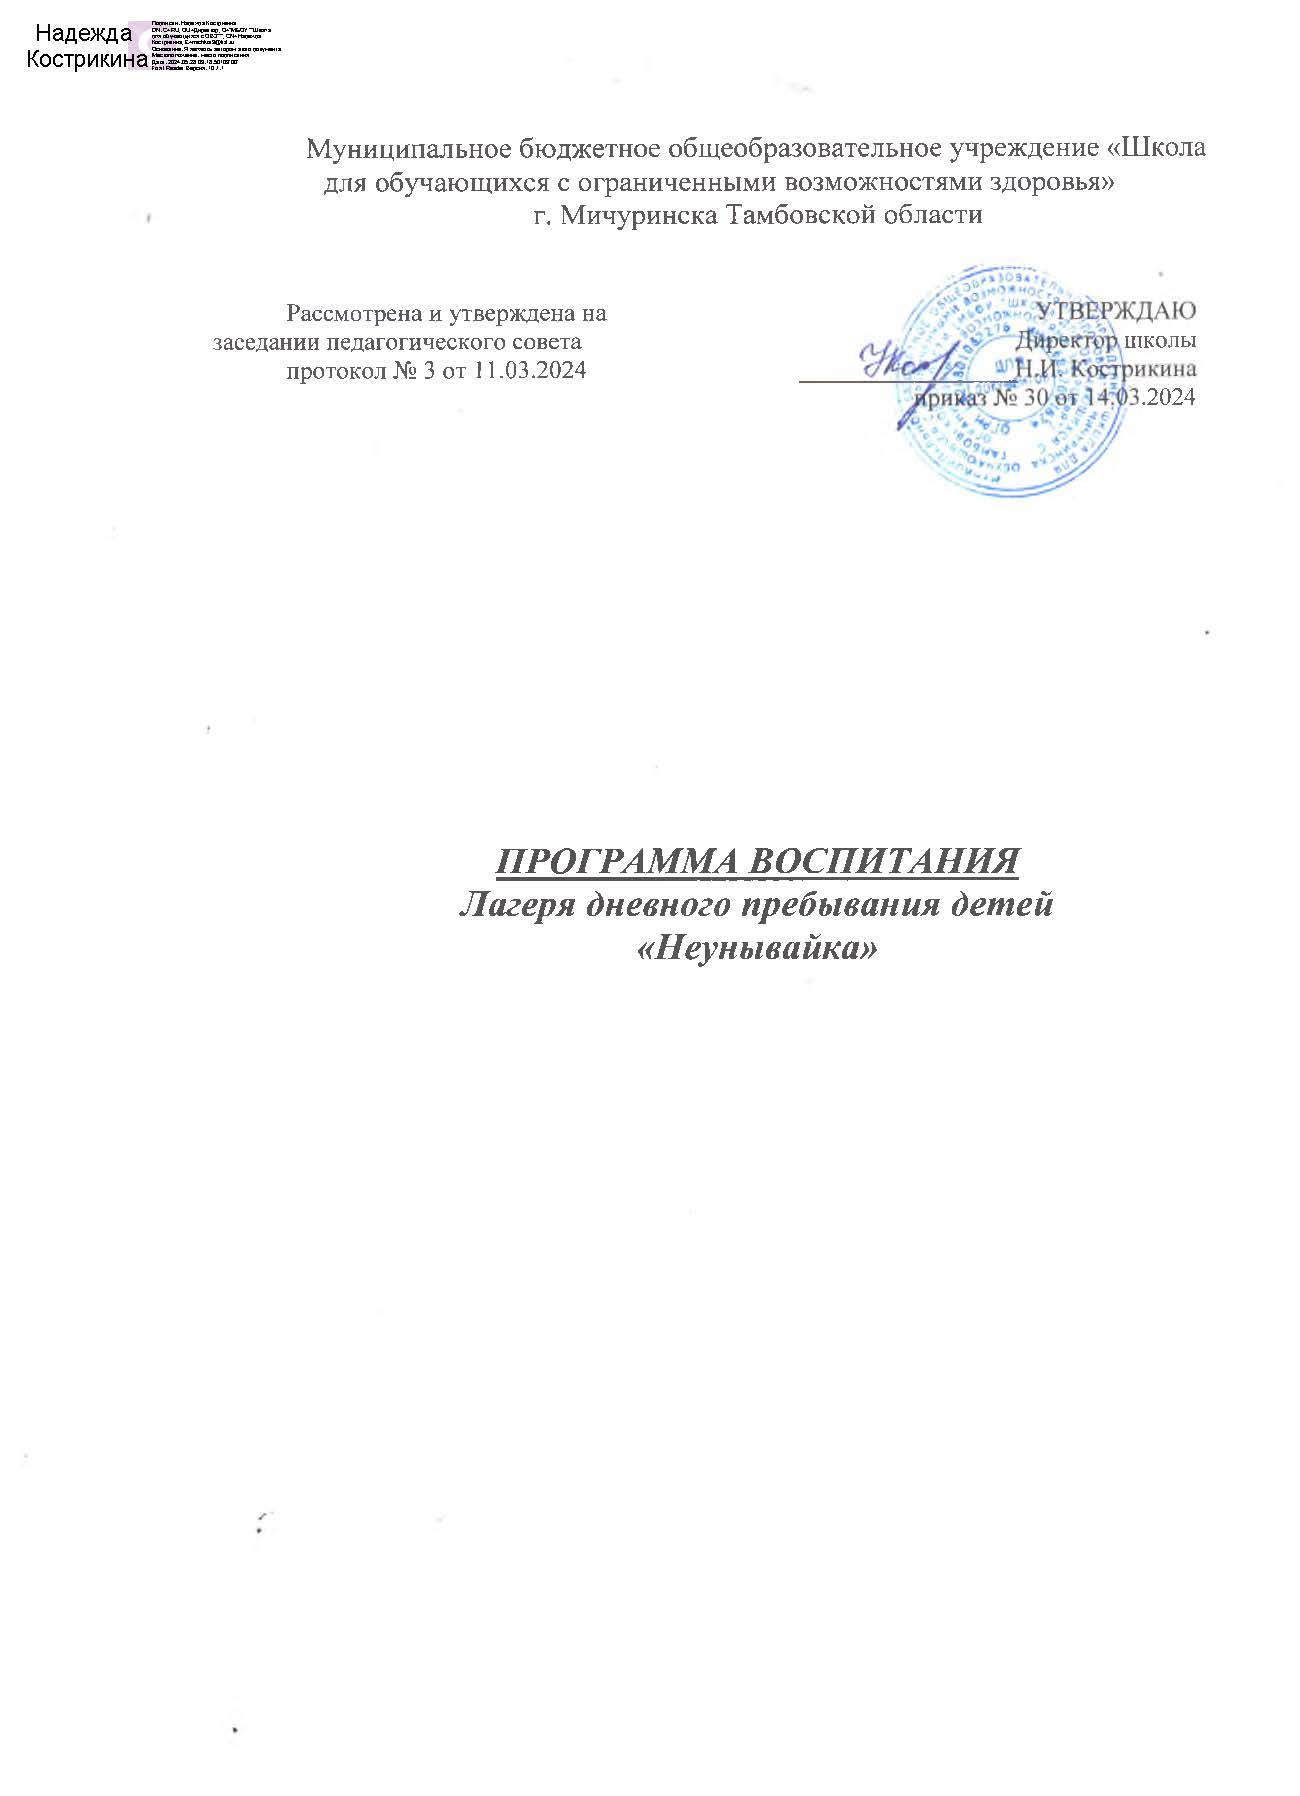 Надежда
Кострикина
Муниципальное бюджетное общеобразовательное учреждение «Школа
для обучающихся с ограниченными возможностями здоровья»
г. Мичуринска Тамбовской области
Рассмотрена и утверждена на
заседании педагогического совета
протокол № 3 от 11.03.2024
УТВЕРЖДАЮ
Директор школы
Н.И. Кострикина
приказ № 30 от 14.03.2024
ПРОГРАММА ВОСПИТАНИЯ
Лагеря дневного пребывания детей
«Неунывайка»